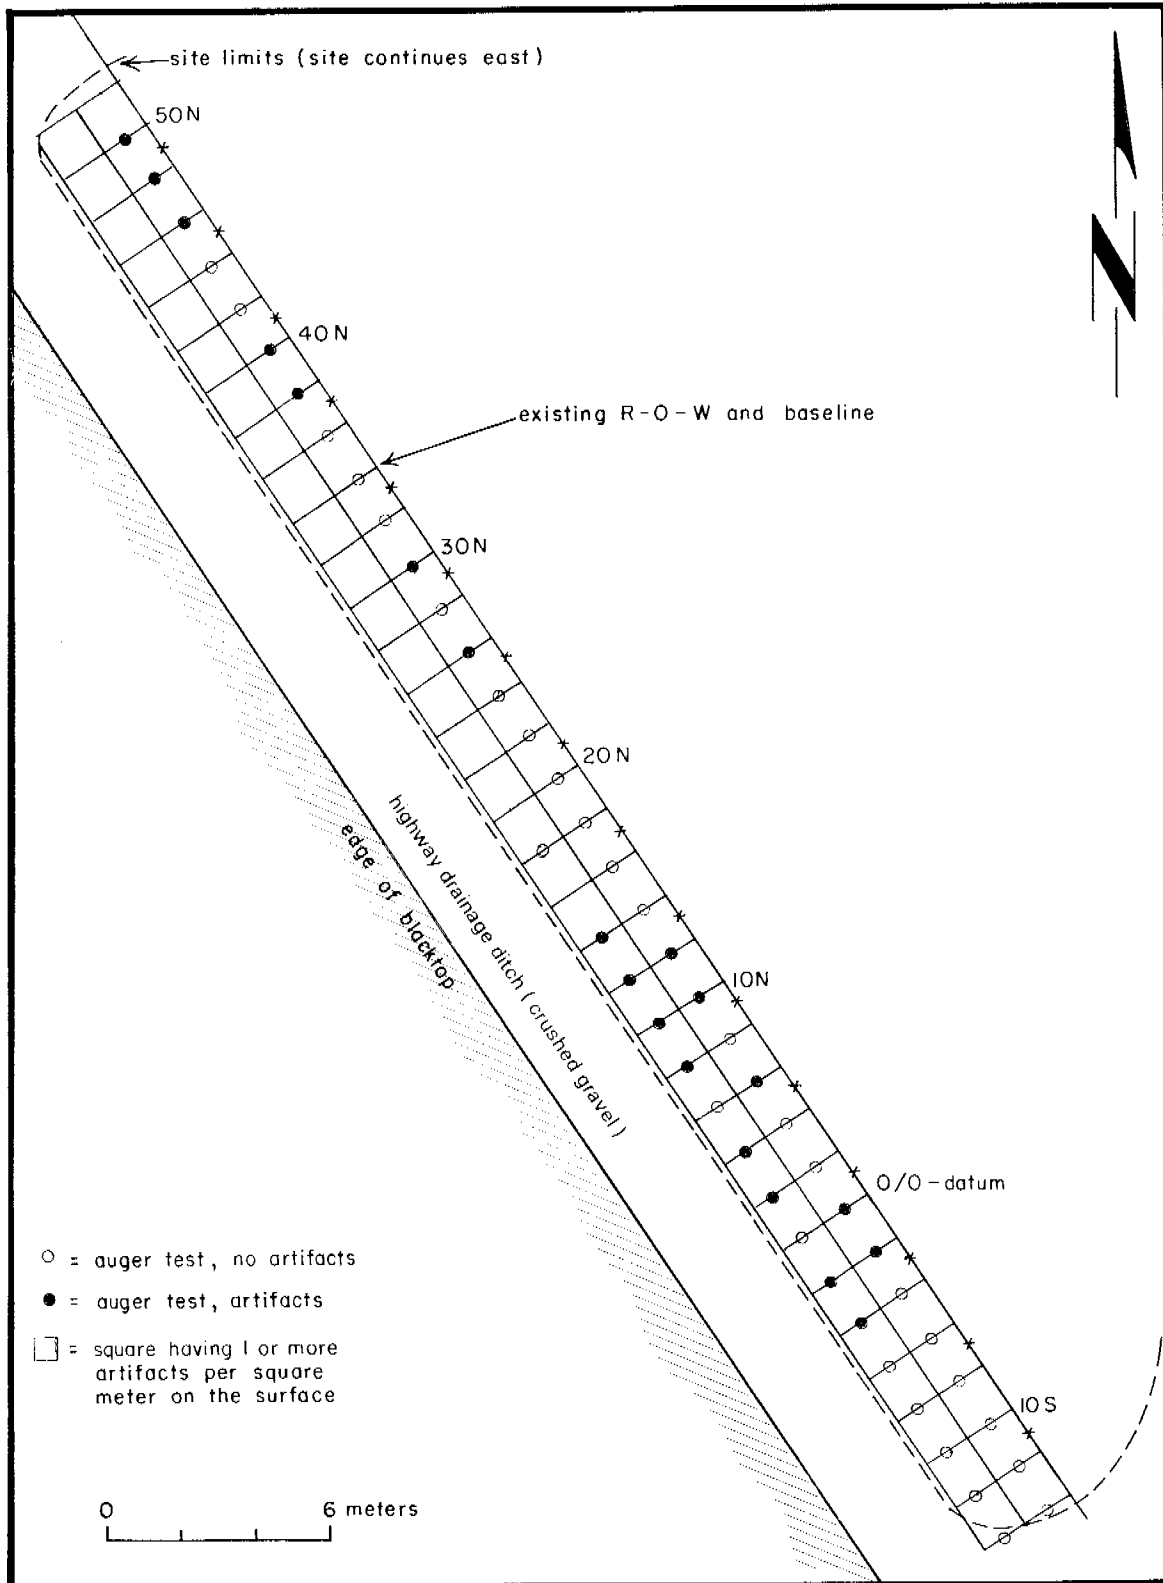 site limits (site continues east)
50N
40N
existing R-O-W and baseline
30N
20N
highway drainage ditch (crushed gravel)
edge of blacktop
10N
0/0-datum
○ = auger test, no artifacts
● = auger test, artifacts
= square having 1 or more
artifacts per square
meter on the surface
10S
0 6 meters
N